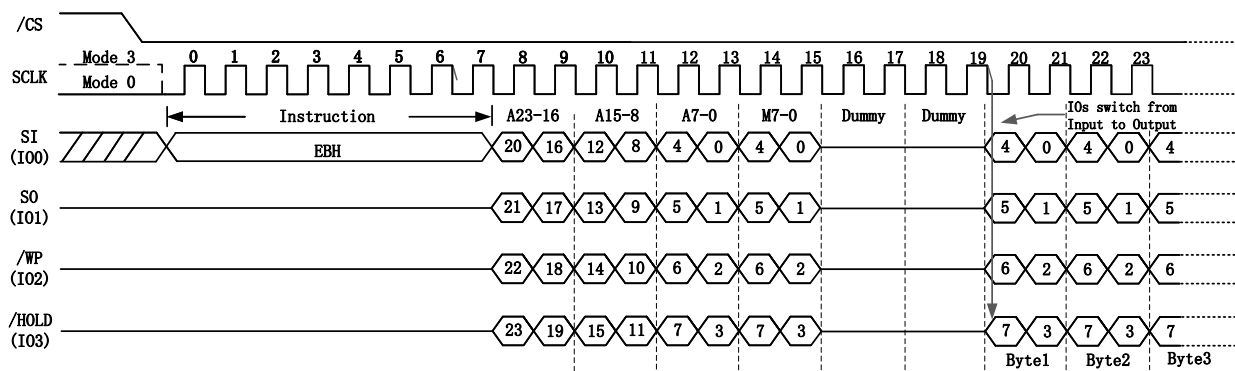 /CS
Mode 3 0 1 2 3 4 5 6 7 8 9 10 11 12 13 14 15 16 17 18 19 20 21 22 23
SCLK
Mode 0
Instruction A23-16 A15-8 A7-0 M7-0 Dummy Dummy
IOs switch from
Input to Output
SI
(IO0)
EBH 20 16 12 8 4 0 4 0 4 0 4 0 4
SO
(IO1)
21 17 13 9 5 1 5 1 5 1 5 1 5
/WP
(IO2)
22 18 14 10 6 2 6 2 6 2 6 2 6
/HOLD
(IO3)
23 19 15 11 7 3 7 3 7 3 7 3 7
Byte1 Byte2 Byte3